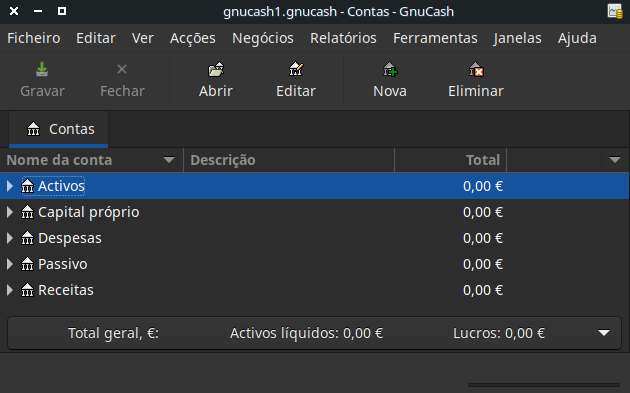 gnucash1.gnucash - Contas - GnuCash
Ficheiro Editar Ver Acções Negócios Relatórios Ferramentas Janelas Ajuda
Gravar Fechar Abrir Editar Nova Eliminar
Contas
Nome da conta Descrição Total
Activos 0,00 €
Capital próprio 0,00 €
Despesas 0,00 €
Passivo 0,00 €
Receitas 0,00 €
Total geral, €: Activos líquidos: 0,00 € Lucros: 0,00 €